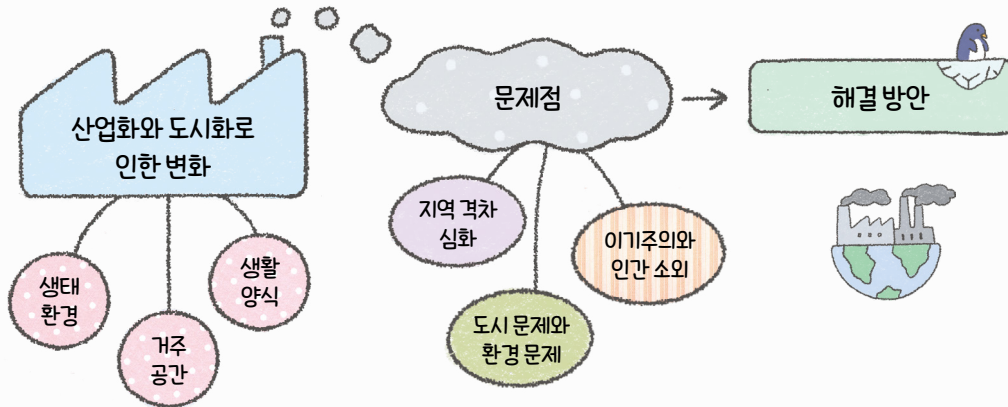 산업화와 도시화로
인한 변화
생태
환경
거주
공간
생활
양식
문제점
지역 격차
심화
도시 문제와
환경 문제
이기주의와
인간 소외
해결 방안